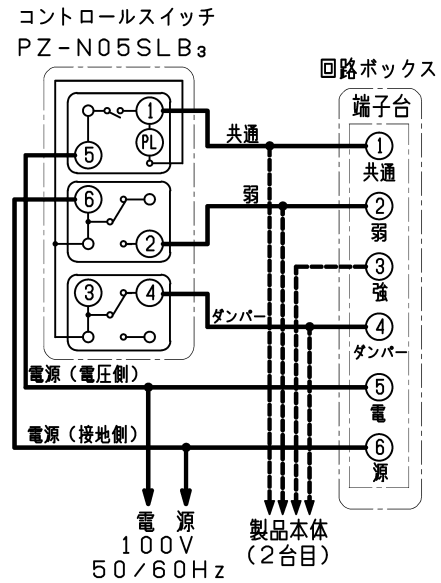 コントロールスイッチ
PZ-N05SLB₃
回路ボックス
端子台
① PL
⑤
⑥
②
③ ④
共通
弱
ダンパー
①
共通
②
弱
③
強
④
ダンパー
⑤
電
⑥
源
電源（電圧側）
電源（接地側）
電 源
100V
50/60Hz
製品本体
（2台目）